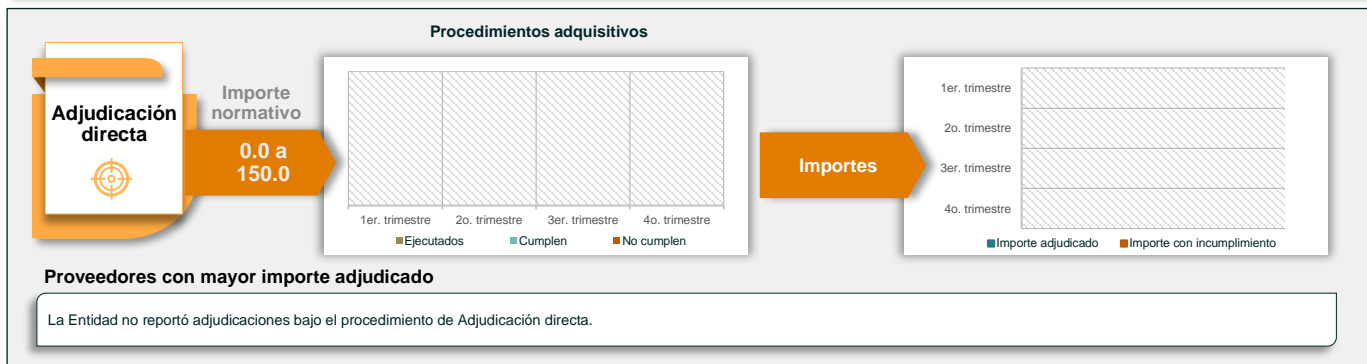 Procedimientos adquisitivos
Adjudicación
directa
Importe
normativo
0.0 a
150.0
1er. trimestre 2o. trimestre 3er. trimestre 4o. trimestre
Ejecutados Cumplen No cumplen
Importes
1er. trimestre
2o. trimestre
3er. trimestre
4o. trimestre
Importe adjudicado Importe con incumplimiento
Proveedores con mayor importe adjudicado
La Entidad no reportó adjudicaciones bajo el procedimiento de Adjudicación directa.